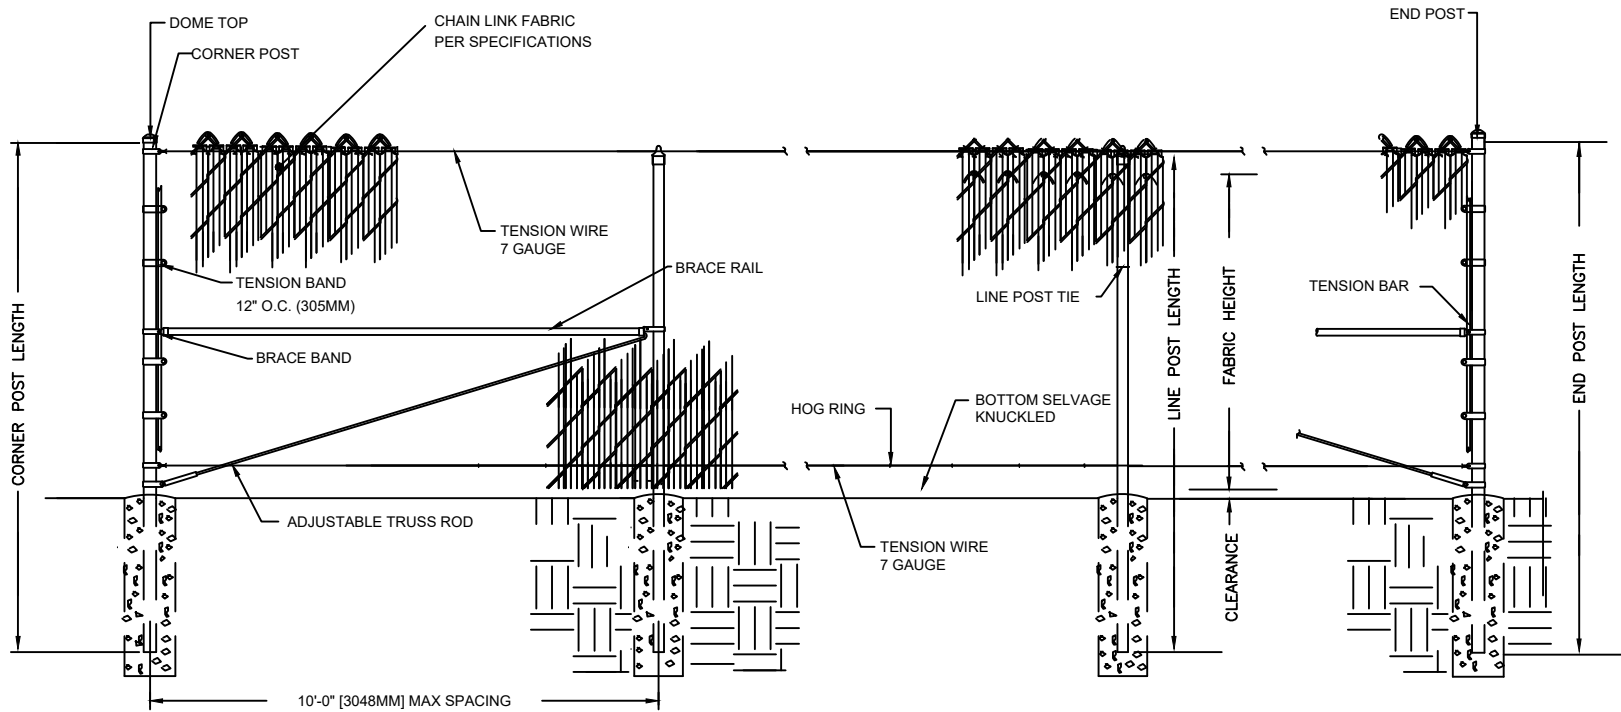 DOME TOP
CORNER POST
CHAIN LINK FABRIC
PER SPECIFICATIONS
END POST
TENSION WIRE
7 GAUGE
TENSION BAND
12" O.C. (305MM)
BRACE RAIL
BRACE BAND
LINE POST TIE
TENSION BAR
CORNER POST LENGTH
LINE POST LENGTH
FABRIC HEIGHT
END POST LENGTH
HOG RING
BOTTOM SELVAGE
KNUCKLED
ADJUSTABLE TRUSS ROD
TENSION WIRE
7 GAUGE
CLEARANCE
10'-0" [3048MM] MAX SPACING